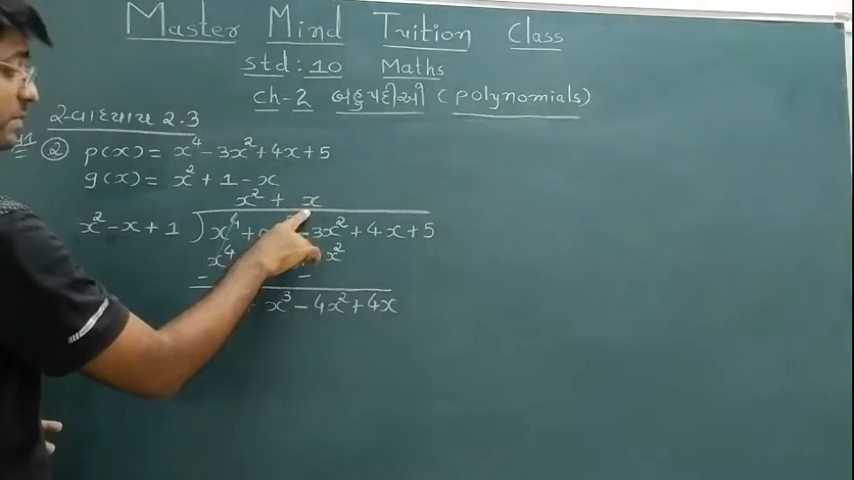 Master Mind Tuition Class
std: 10 Maths
ch-2 બહુપદીઓ (polynomials)
સ્વાધ્યાય 2.3
② p(x) = x⁴ - 3x² + 4x + 5
g(x) = x² + 1 - x
x² + x
x² - x + 1 ) x⁴ + - 3x² + 4x + 5
x⁴ x²
- -
x³ - 4x² + 4x